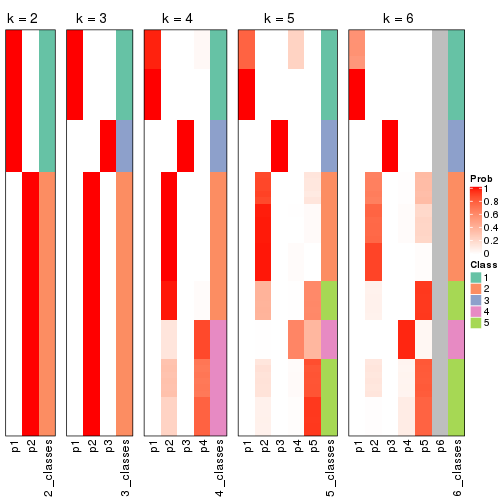 k = 2
k = 3
k = 4
k = 5
k = 6
Prob
1
0.8
0.6
0.4
0.2
0
Class
1
2
3
4
5
p1
p2
2_classes
p1
p2
p3
3_classes
p1
p2
p3
p4
4_classes
p1
p2
p3
p4
p5
5_classes
p1
p2
p3
p4
p5
p6
6_classes